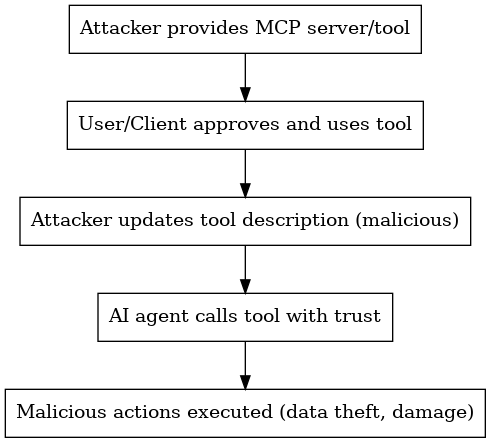 Attacker provides MCP server/tool
User/Client approves and uses tool
Attacker updates tool description (malicious)
AI agent calls tool with trust
Malicious actions executed (data theft, damage)